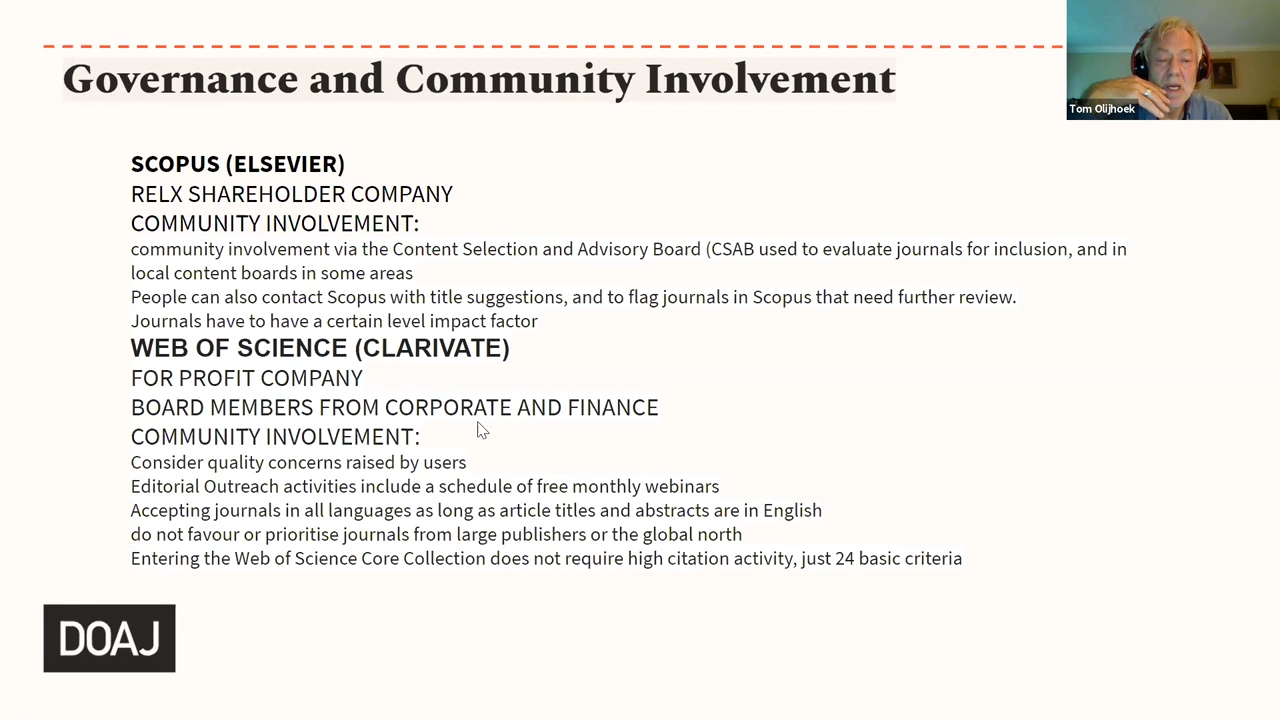 Governance and Community Involvement
Tom Olijhoek
SCOPUS (ELSEVIER)
RELX SHAREHOLDER COMPANY
COMMUNITY INVOLVEMENT:
community involvement via the Content Selection and Advisory Board (CSAB used to evaluate journals for inclusion, and in
local content boards in some areas
People can also contact Scopus with title suggestions, and to flag journals in Scopus that need further review.
Journals have to have a certain level impact factor
WEB OF SCIENCE (CLARIVATE)
FOR PROFIT COMPANY
BOARD MEMBERS FROM CORPORATE AND FINANCE
COMMUNITY INVOLVEMENT:
Consider quality concerns raised by users
Editorial Outreach activities include a schedule of free monthly webinars
Accepting journals in all languages as long as article titles and abstracts are in English
do not favour or prioritise journals from large publishers or the global north
Entering the Web of Science Core Collection does not require high citation activity, just 24 basic criteria
DOAJ